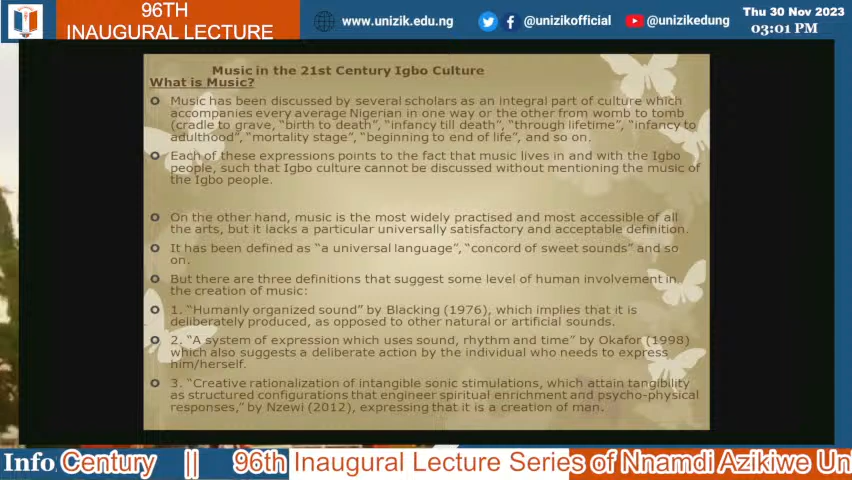 96TH
INAUGURAL LECTURE
www.unizik.edu.ng
@unizikofficial
@unizikedung
Thu 30 Nov 2023
03:01 PM
Music in the 21st Century Igbo Culture
What is Music?
Music has been discussed by several scholars as an integral part of culture which
accompanies every average Nigerian in one way or the other from womb to tomb
(cradle to grave, "birth to death", "infancy till death", "through lifetime", "infancy to
adulthood", "mortality stage", "beginning to end of life", and so on.
Each of these expressions points to the fact that music lives in and with the Igbo
people, such that Igbo culture cannot be discussed without mentioning the music of
the Igbo people.
On the other hand, music is the most widely practised and most accessible of all
the arts, but it lacks a particular universally satisfactory and acceptable definition.
It has been defined as "a universal language", "concord of sweet sounds" and so
on.
But there are three definitions that suggest some level of human involvement in
the creation of music:
1. "Humanly organized sound" by Blacking (1976), which implies that it is
deliberately produced, as opposed to other natural or artificial sounds.
2. "A system of expression which uses sound, rhythm and time" by Okafor (1998)
which also suggests a deliberate action by the individual who needs to express
him/herself.
3. "Creative rationalization of intangible sonic stimulations, which attain tangibility
as structured configurations that engineer spiritual enrichment and psycho-physical
responses," by Nzewi (2012), expressing that it is a creation of man.
Info Century || 96th Inaugural Lecture Series of Nnamdi Azikiwe Un